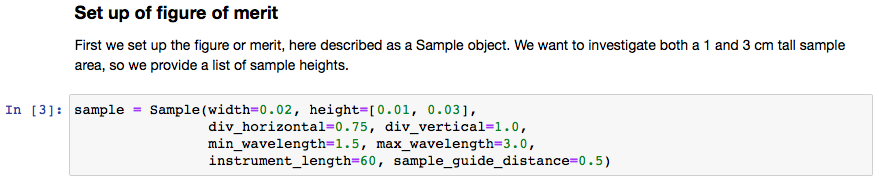 Set up of figure of merit
First we set up the figure or merit, here described as a Sample object. We want to investigate both a 1 and 3 cm tall sample
area, so we provide a list of sample heights.
In [3]: sample = Sample(width=0.02, height=[0.01, 0.03],
div_horizontal=0.75, div_vertical=1.0,
min_wavelength=1.5, max_wavelength=3.0,
instrument_length=60, sample_guide_distance=0.5)